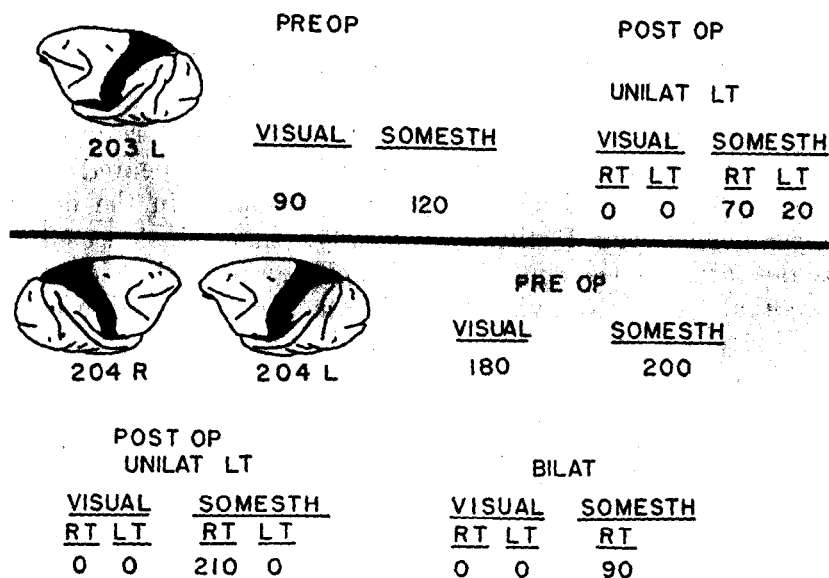 PREOP POST OP
UNILAT LT
203 L VISUAL SOMESTH VISUAL SOMESTH
RT LT RT LT
90 120 0 0 70 20
PRE OP
VISUAL SOMESTH
204 R 204 L 180 200
POST OP
UNILAT LT BILAT
VISUAL SOMESTH VISUAL SOMESTH
RT LT RT LT RT LT RT
0 0 210 0 0 0 90